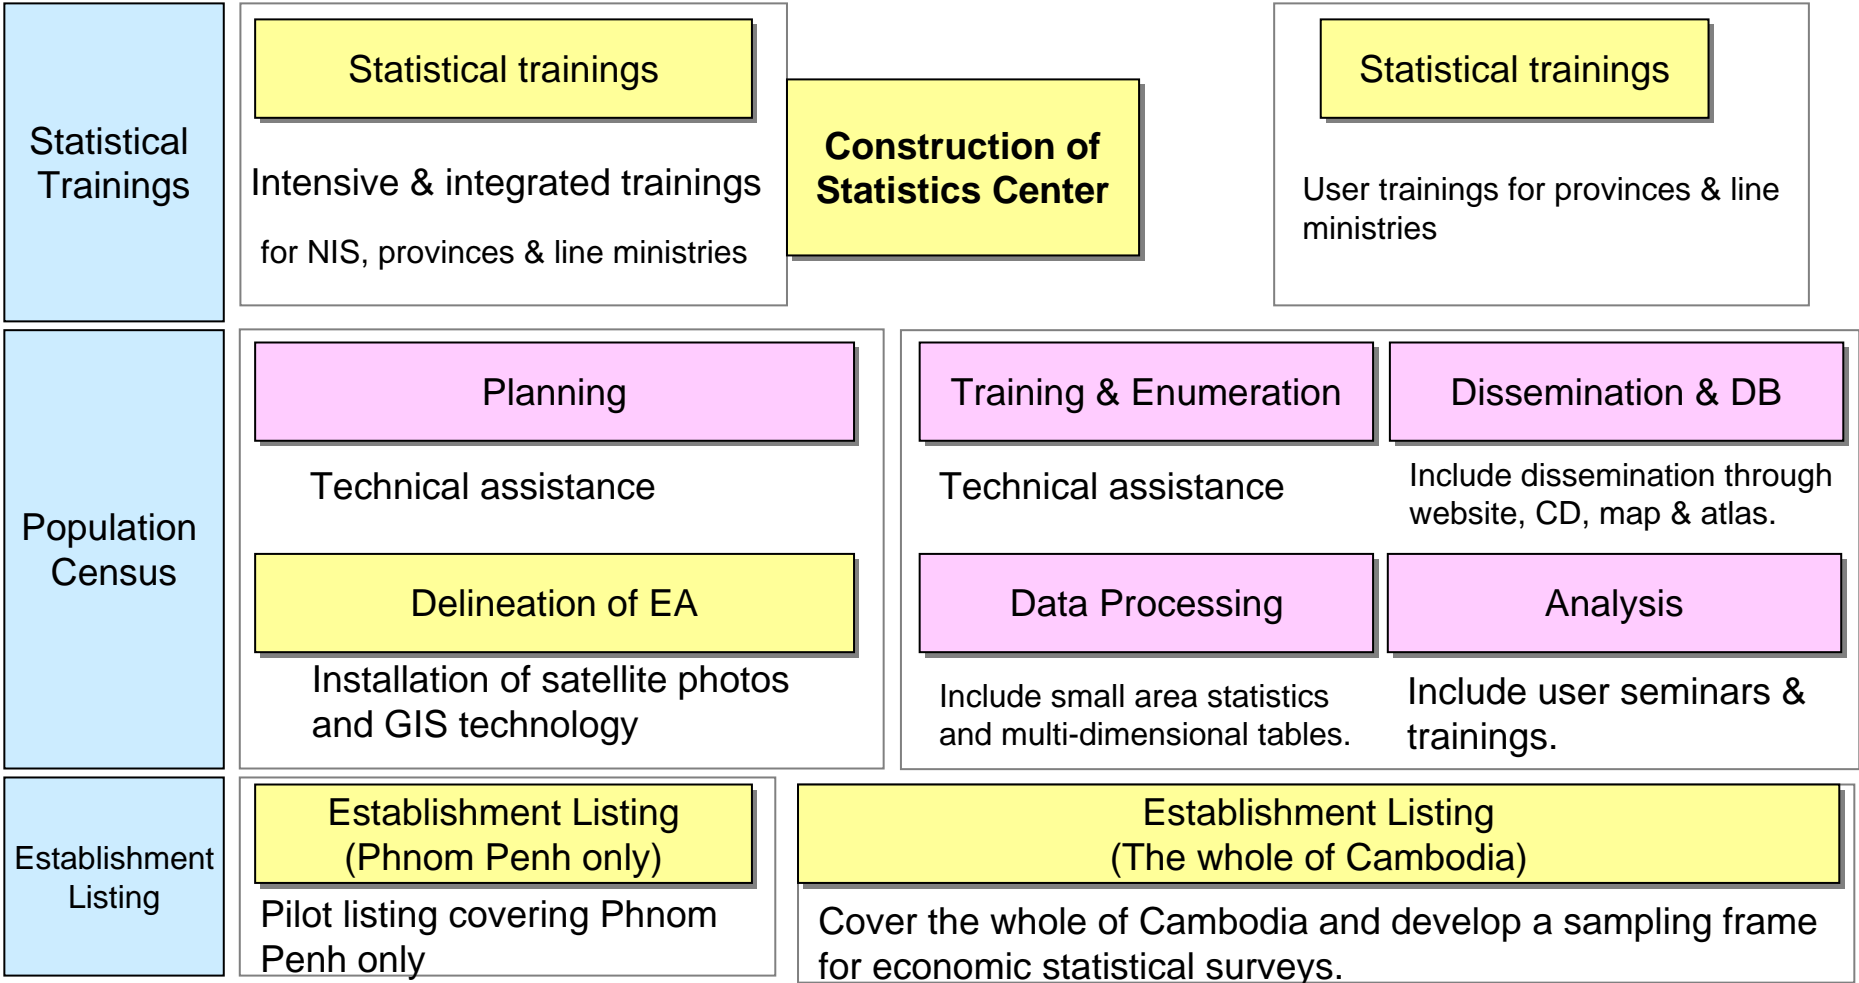 Statistical
Trainings
Statistical trainings
Intensive & integrated trainings
for NIS, provinces & line ministries
Construction of
Statistics Center
Statistical trainings
User trainings for provinces & line
ministries
Population
Census
Planning
Technical assistance
Delineation of EA
Installation of satellite photos
and GIS technology
Training & Enumeration
Technical assistance
Dissemination & DB
Include dissemination through
website, CD, map & atlas.
Data Processing
Include small area statistics
and multi-dimensional tables.
Analysis
Include user seminars &
trainings.
Establishment
Listing
Establishment Listing
(Phnom Penh only)
Pilot listing covering Phnom
Penh only
Establishment Listing
(The whole of Cambodia)
Cover the whole of Cambodia and develop a sampling frame
for economic statistical surveys.